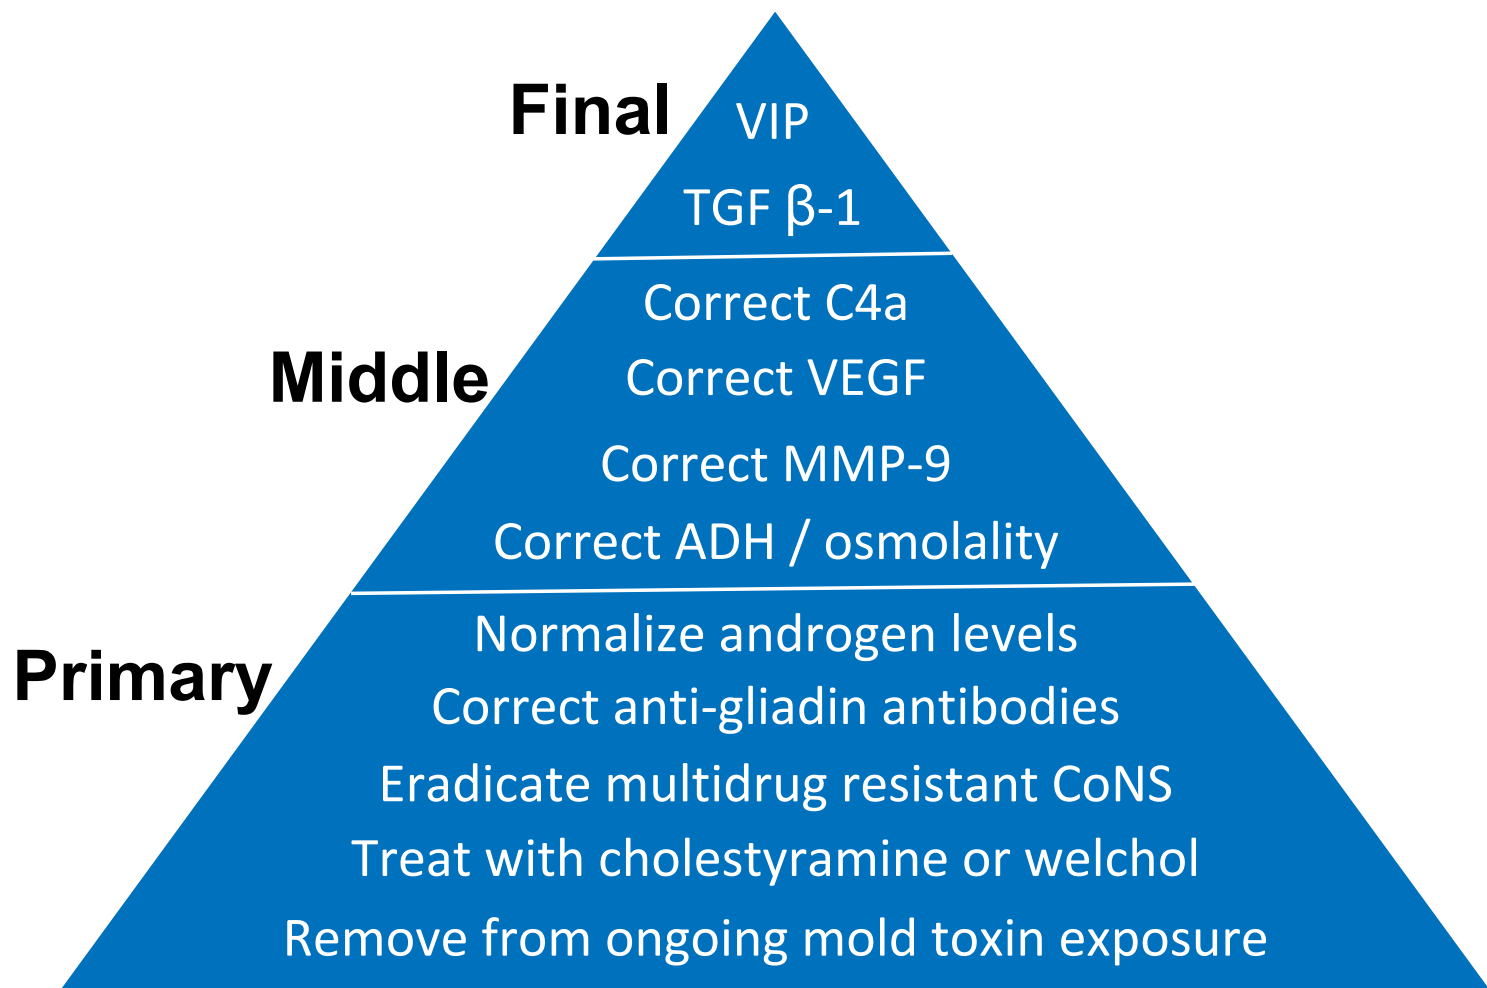 Final
VIP
TGF β-1
Correct C4a
Middle
Correct VEGF
Correct MMP-9
Correct ADH / osmolality
Normalize androgen levels
Primary
Correct anti-gliadin antibodies
Eradicate multidrug resistant CoNS
Treat with cholestyramine or welchol
Remove from ongoing mold toxin exposure